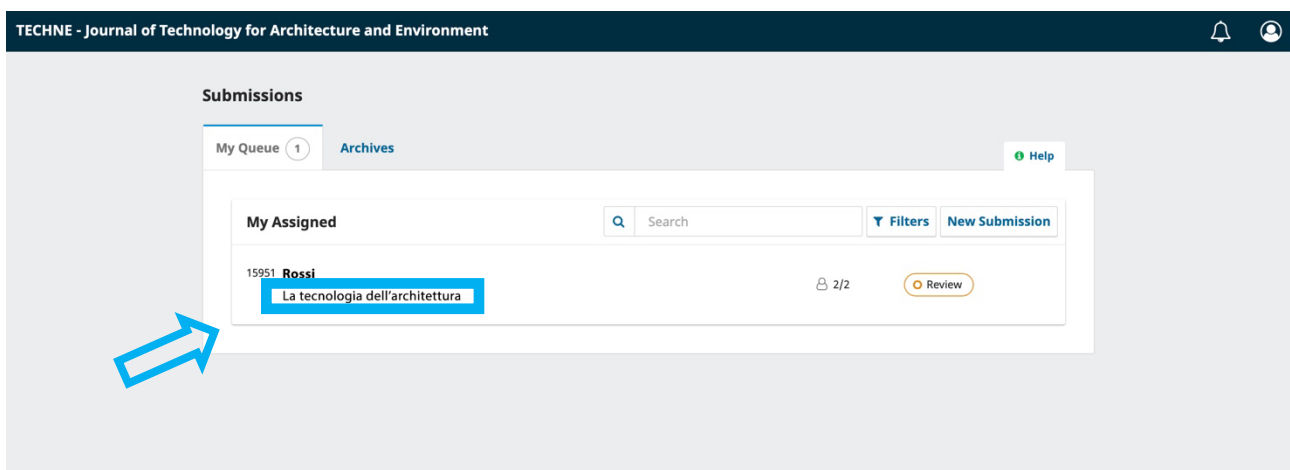 TECHNE - Journal of Technology for Architecture and Environment
Submissions
My Queue 1 Archives
Help
My Assigned Search Filters New Submission
15951 Rossi
La tecnologia dell'architettura 2/2 Review